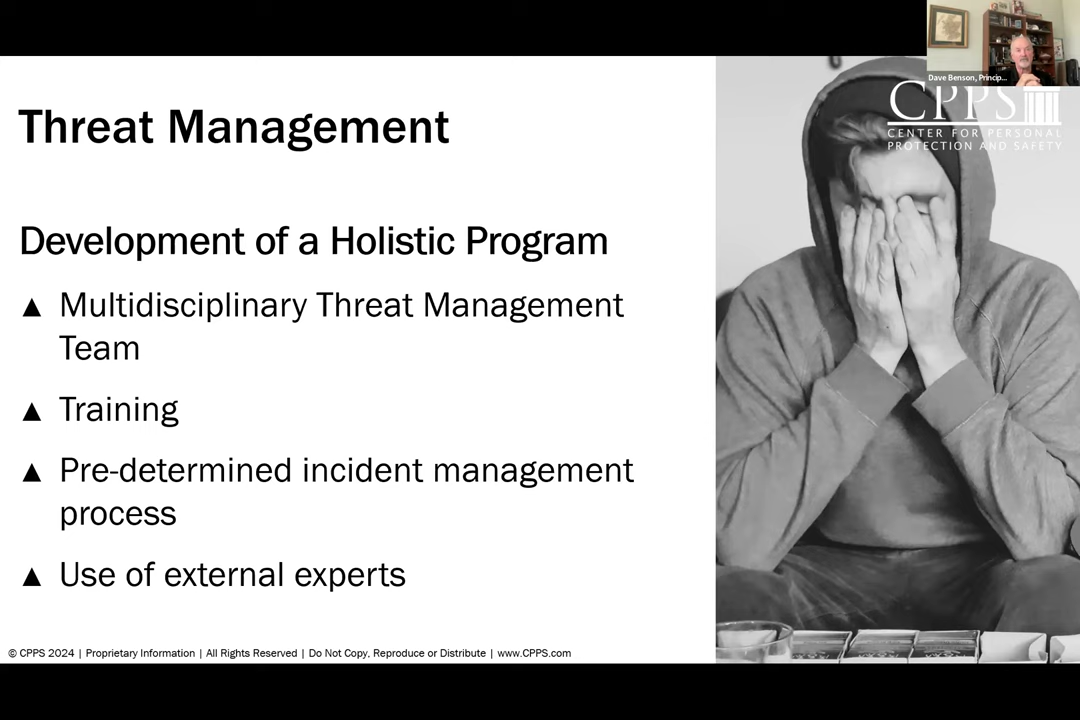 Dave Benson, Princip...
CPPS
CENTER FOR PERSONAL
PROTECTION AND SAFETY
Threat Management
Development of a Holistic Program
▲ Multidisciplinary Threat Management
Team
▲ Training
▲ Pre-determined incident management
process
▲ Use of external experts
© CPPS 2024 | Proprietary Information | All Rights Reserved | Do Not Copy, Reproduce or Distribute | www.CPPS.com